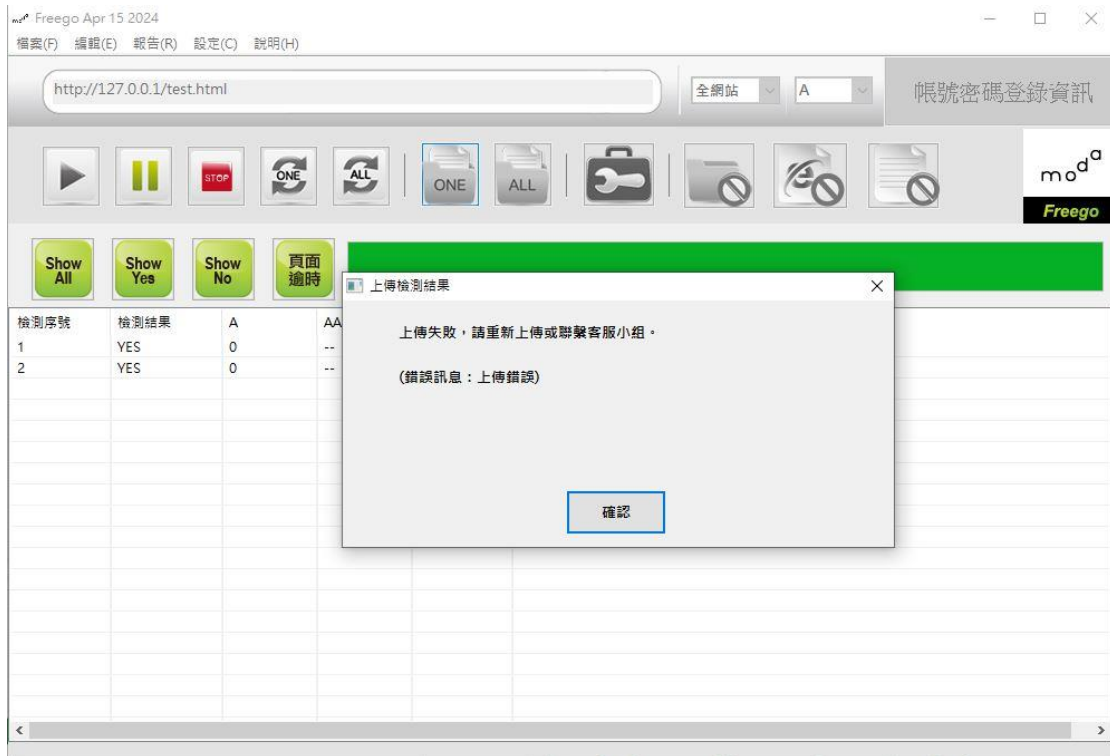 Freego Apr 15 2024
檔案(F) 編輯(E) 報告(R) 設定(C) 說明(H)
http://127.0.0.1/test.html
全網站
A
帳號密碼登錄資訊
STOP
ONE
ALL
ONE
ALL
moda
Freego
Show All
Show Yes
Show No
頁面逾時
上傳檢測結果
檢測序號 檢測結果 A AA
上傳失敗，請重新上傳或聯繫客服小組。
1 YES 0 --
2 YES 0 --
(錯誤訊息：上傳錯誤)
確認